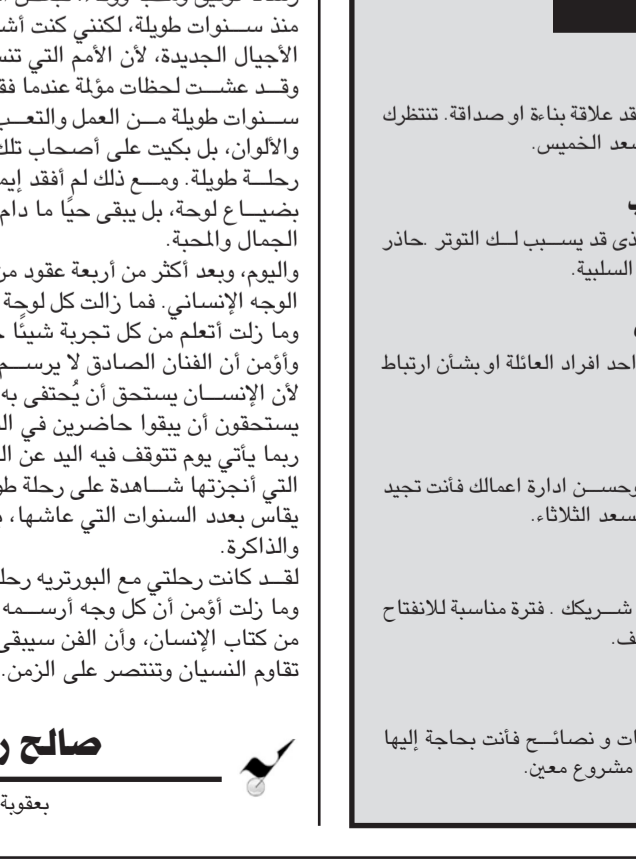 قد علاقة بناءة او صداقة. تنتظرك
سعد الخميس.
ذى قد يسبب لك التوتر .حاذر
السلبية.
احد افراد العائلة او بشأن ارتباط
وحسن ادارة اعمالك فأنت تجيد
سعد الثلاثاء.
شريكك . فترة مناسبة للانفتاح
ات و نصائح فأنت بحاجة إليها
مشروع معين.
منذ سنوات طويلة، لكنني كنت أش
الأجيال الجديدة، لأن الأمم التي تنس
وقد عشت لحظات مؤلمة عندما فق
سنوات طويلة من العمل والتعب
والألوان، بل بكيت على أصحاب تلك
رحلة طويلة. ومع ذلك لم أفقد إيم
بضياع لوحة، بل يبقى حيًا ما دام
الجمال والمحبة.
واليوم، وبعد أكثر من أربعة عقود من
الوجه الإنساني. فما زالت كل لوحة
وما زلت أتعلم من كل تجربة شيئًا ج
وأؤمن أن الفنان الصادق لا يرسم
لأن الإنسان يستحق أن يُحتفى به
يستحقون أن يبقوا حاضرين في ال
ربما يأتي يوم تتوقف فيه اليد عن ال
التي أنجزتها شاهدة على رحلة طو
يقاس بعدد السنوات التي عاشها،
والذاكرة.
لقد كانت رحلتي مع البورتريه رحل
وما زلت أؤمن أن كل وجه أرسمه
من كتاب الإنسان، وأن الفن سيبقى
تقاوم النسيان وتنتصر على الزمن.
صالح ر
بعقوبة